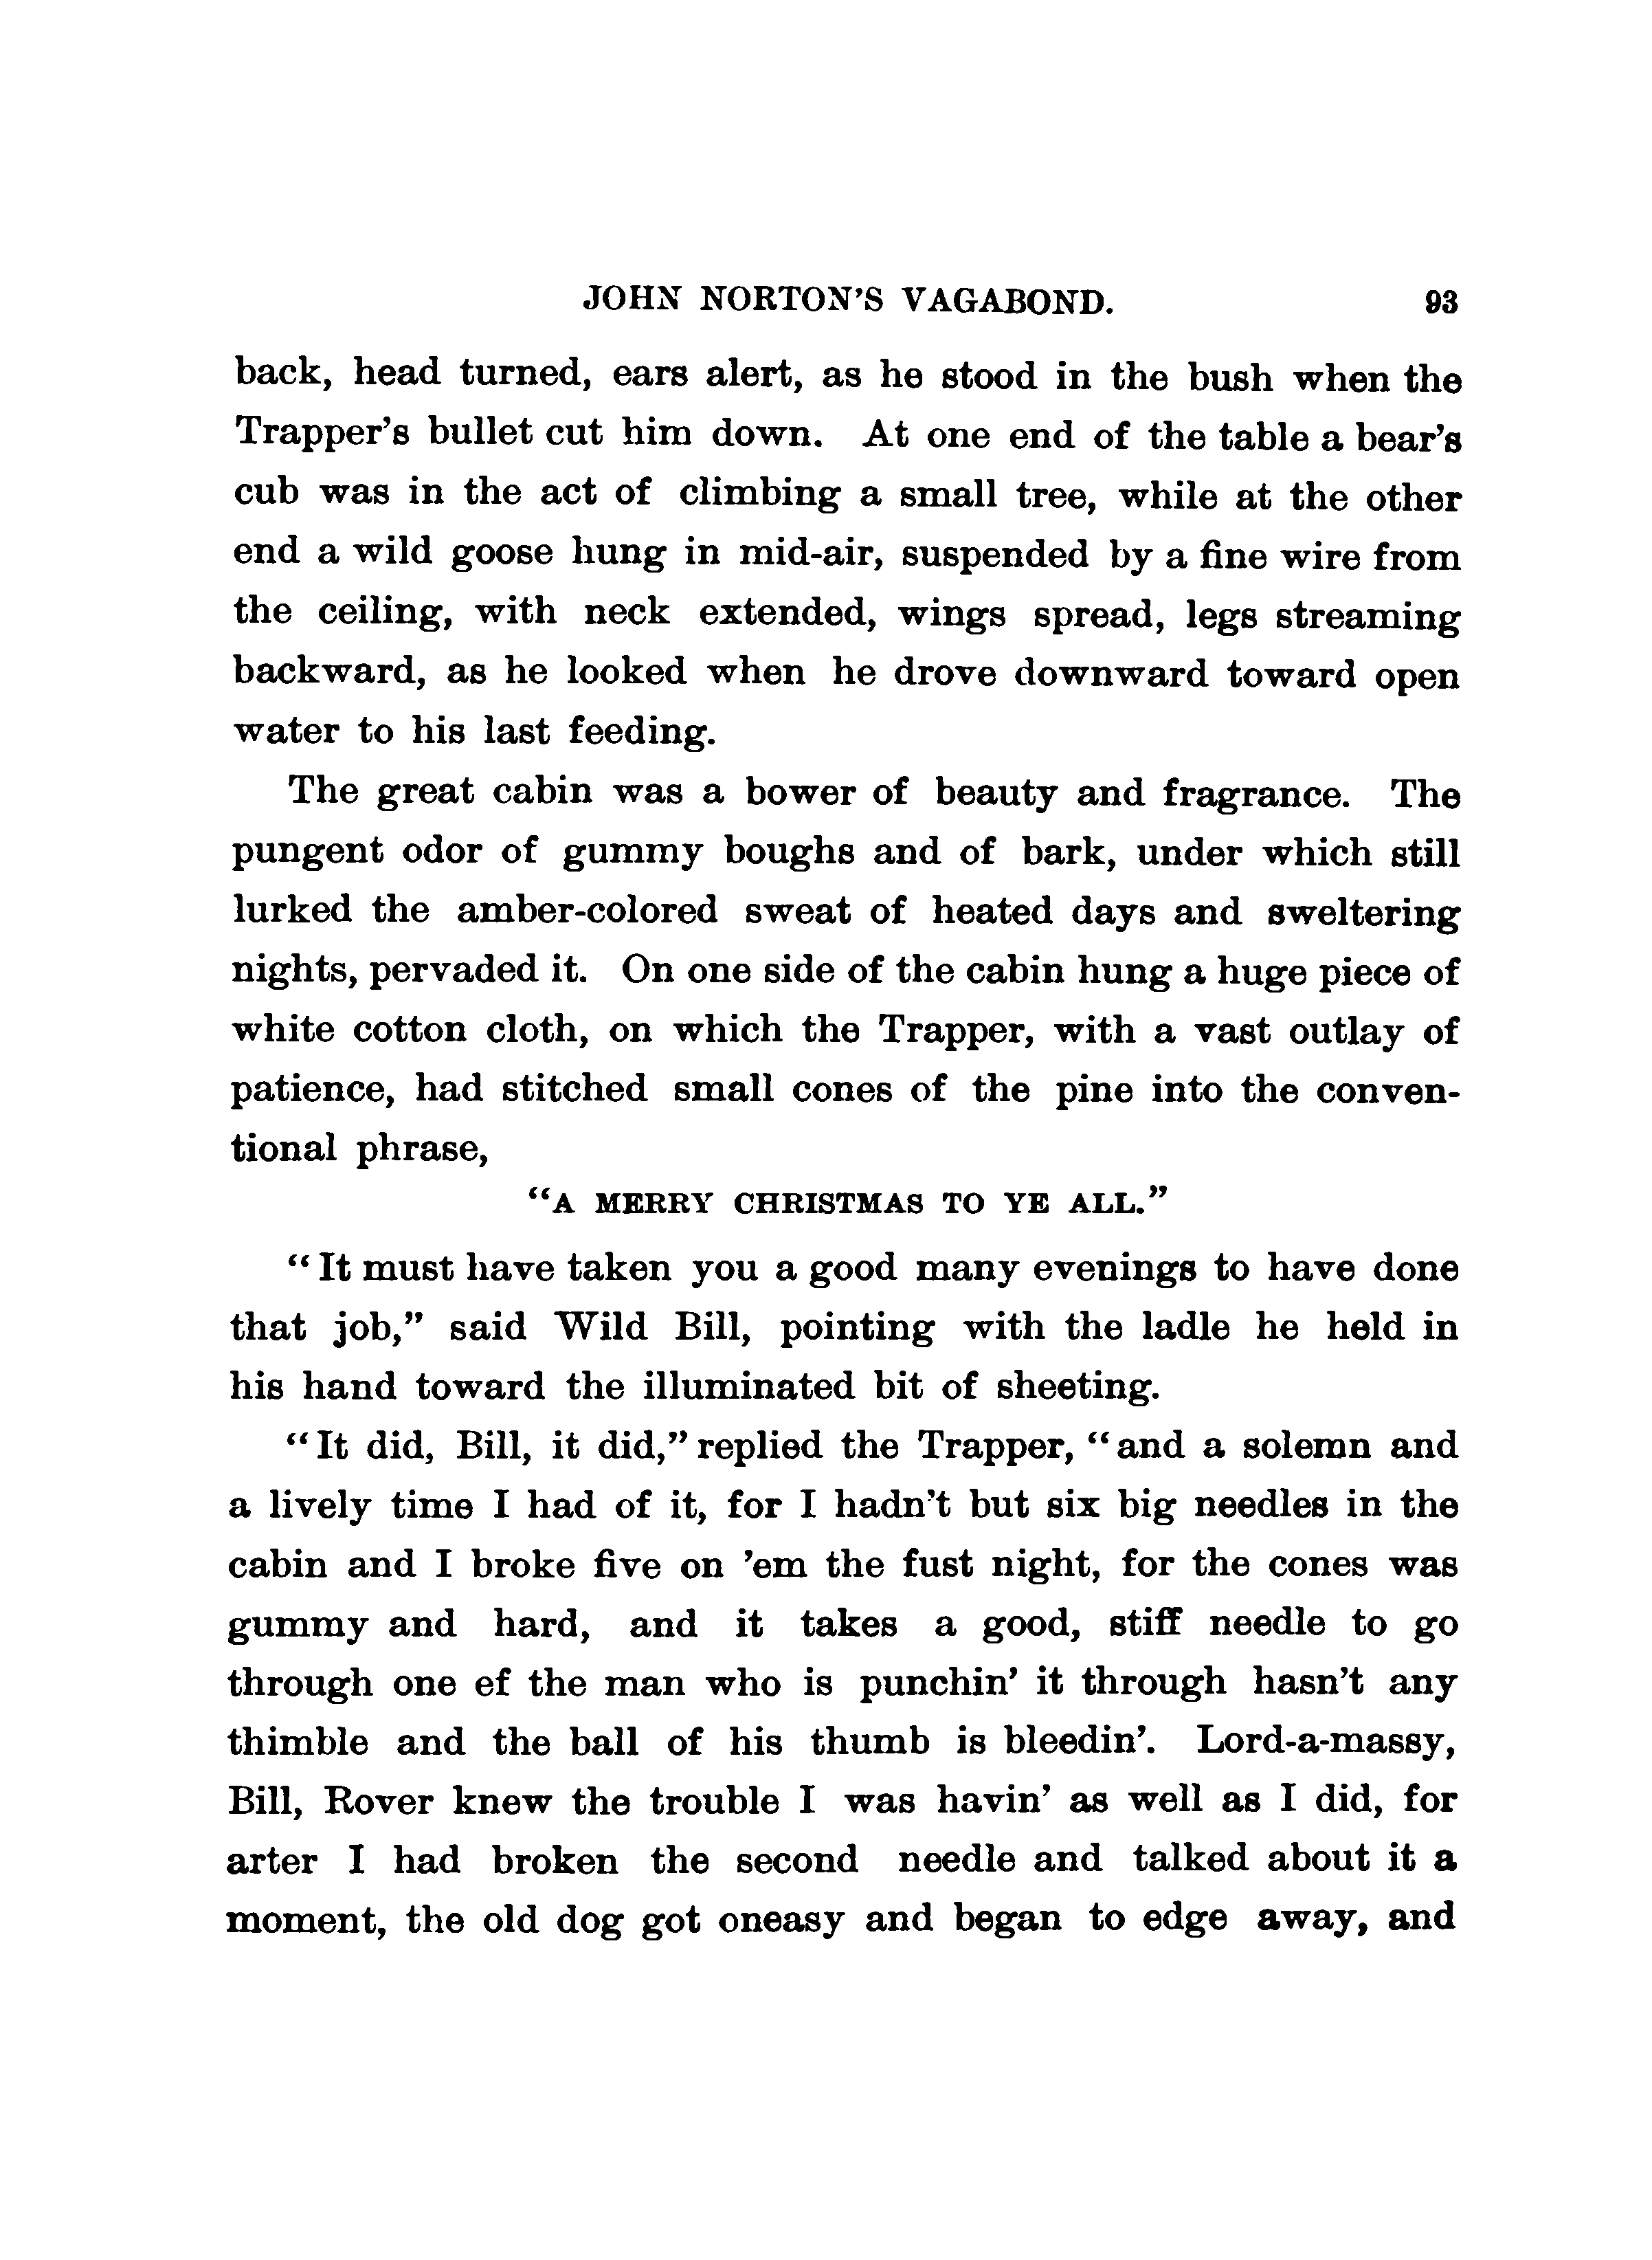 JOHN NORTON'S VAGABOND. 93
back, head turned, ears alert, as he stood in the bush when the
Trapper's bullet cut him down. At one end of the table a bear's
cub was in the act of climbing a small tree, while at the other
end a wild goose hung in mid-air, suspended by a fine wire from
the ceiling, with neck extended, wings spread, legs streaming
backward, as he looked when he drove downward toward open
water to his last feeding.
The great cabin was a bower of beauty and fragrance. The
pungent odor of gummy boughs and of bark, under which still
lurked the amber-colored sweat of heated days and sweltering
nights, pervaded it. On one side of the cabin hung a huge piece of
white cotton cloth, on which the Trapper, with a vast outlay of
patience, had stitched small cones of the pine into the conven-
tional phrase,
"A MERRY CHRISTMAS TO YE ALL."
"It must have taken you a good many evenings to have done
that job," said Wild Bill, pointing with the ladle he held in
his hand toward the illuminated bit of sheeting.
"It did, Bill, it did," replied the Trapper, "and a solemn and
a lively time I had of it, for I hadn't but six big needles in the
cabin and I broke five on 'em the fust night, for the cones was
gummy and hard, and it takes a good, stiff needle to go
through one ef the man who is punchin' it through hasn't any
thimble and the ball of his thumb is bleedin'. Lord-a-massy,
Bill, Rover knew the trouble I was havin' as well as I did, for
arter I had broken the second needle and talked about it a
moment, the old dog got oneasy and began to edge away, and